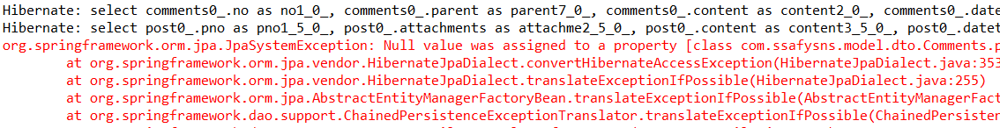 Hibernate: select comments0_.no as no1_0_, comments0_.parent as parent7_0_, comments0_.content as content2_0_, comments0_.date
Hibernate: select post0_.pno as pno1_5_0_, post0_.attachments as attachme2_5_0_, post0_.content as content3_5_0_, post0_.datet
org.springframework.orm.jpa.JpaSystemException: Null value was assigned to a property [class com.ssafysns.model.dto.Comments.p
at org.springframework.orm.jpa.vendor.HibernateJpaDialect.convertHibernateAccessException(HibernateJpaDialect.java:353
at org.springframework.orm.jpa.vendor.HibernateJpaDialect.translateExceptionIfPossible(HibernateJpaDialect.java:255)
at org.springframework.orm.jpa.AbstractEntityManagerFactoryBean.translateExceptionIfPossible(AbstractEntityManagerFact
at org.springframework.dao.support.ChainedPersistenceExceptionTranslator.translateExceptionIfPossible(ChainedPersisten